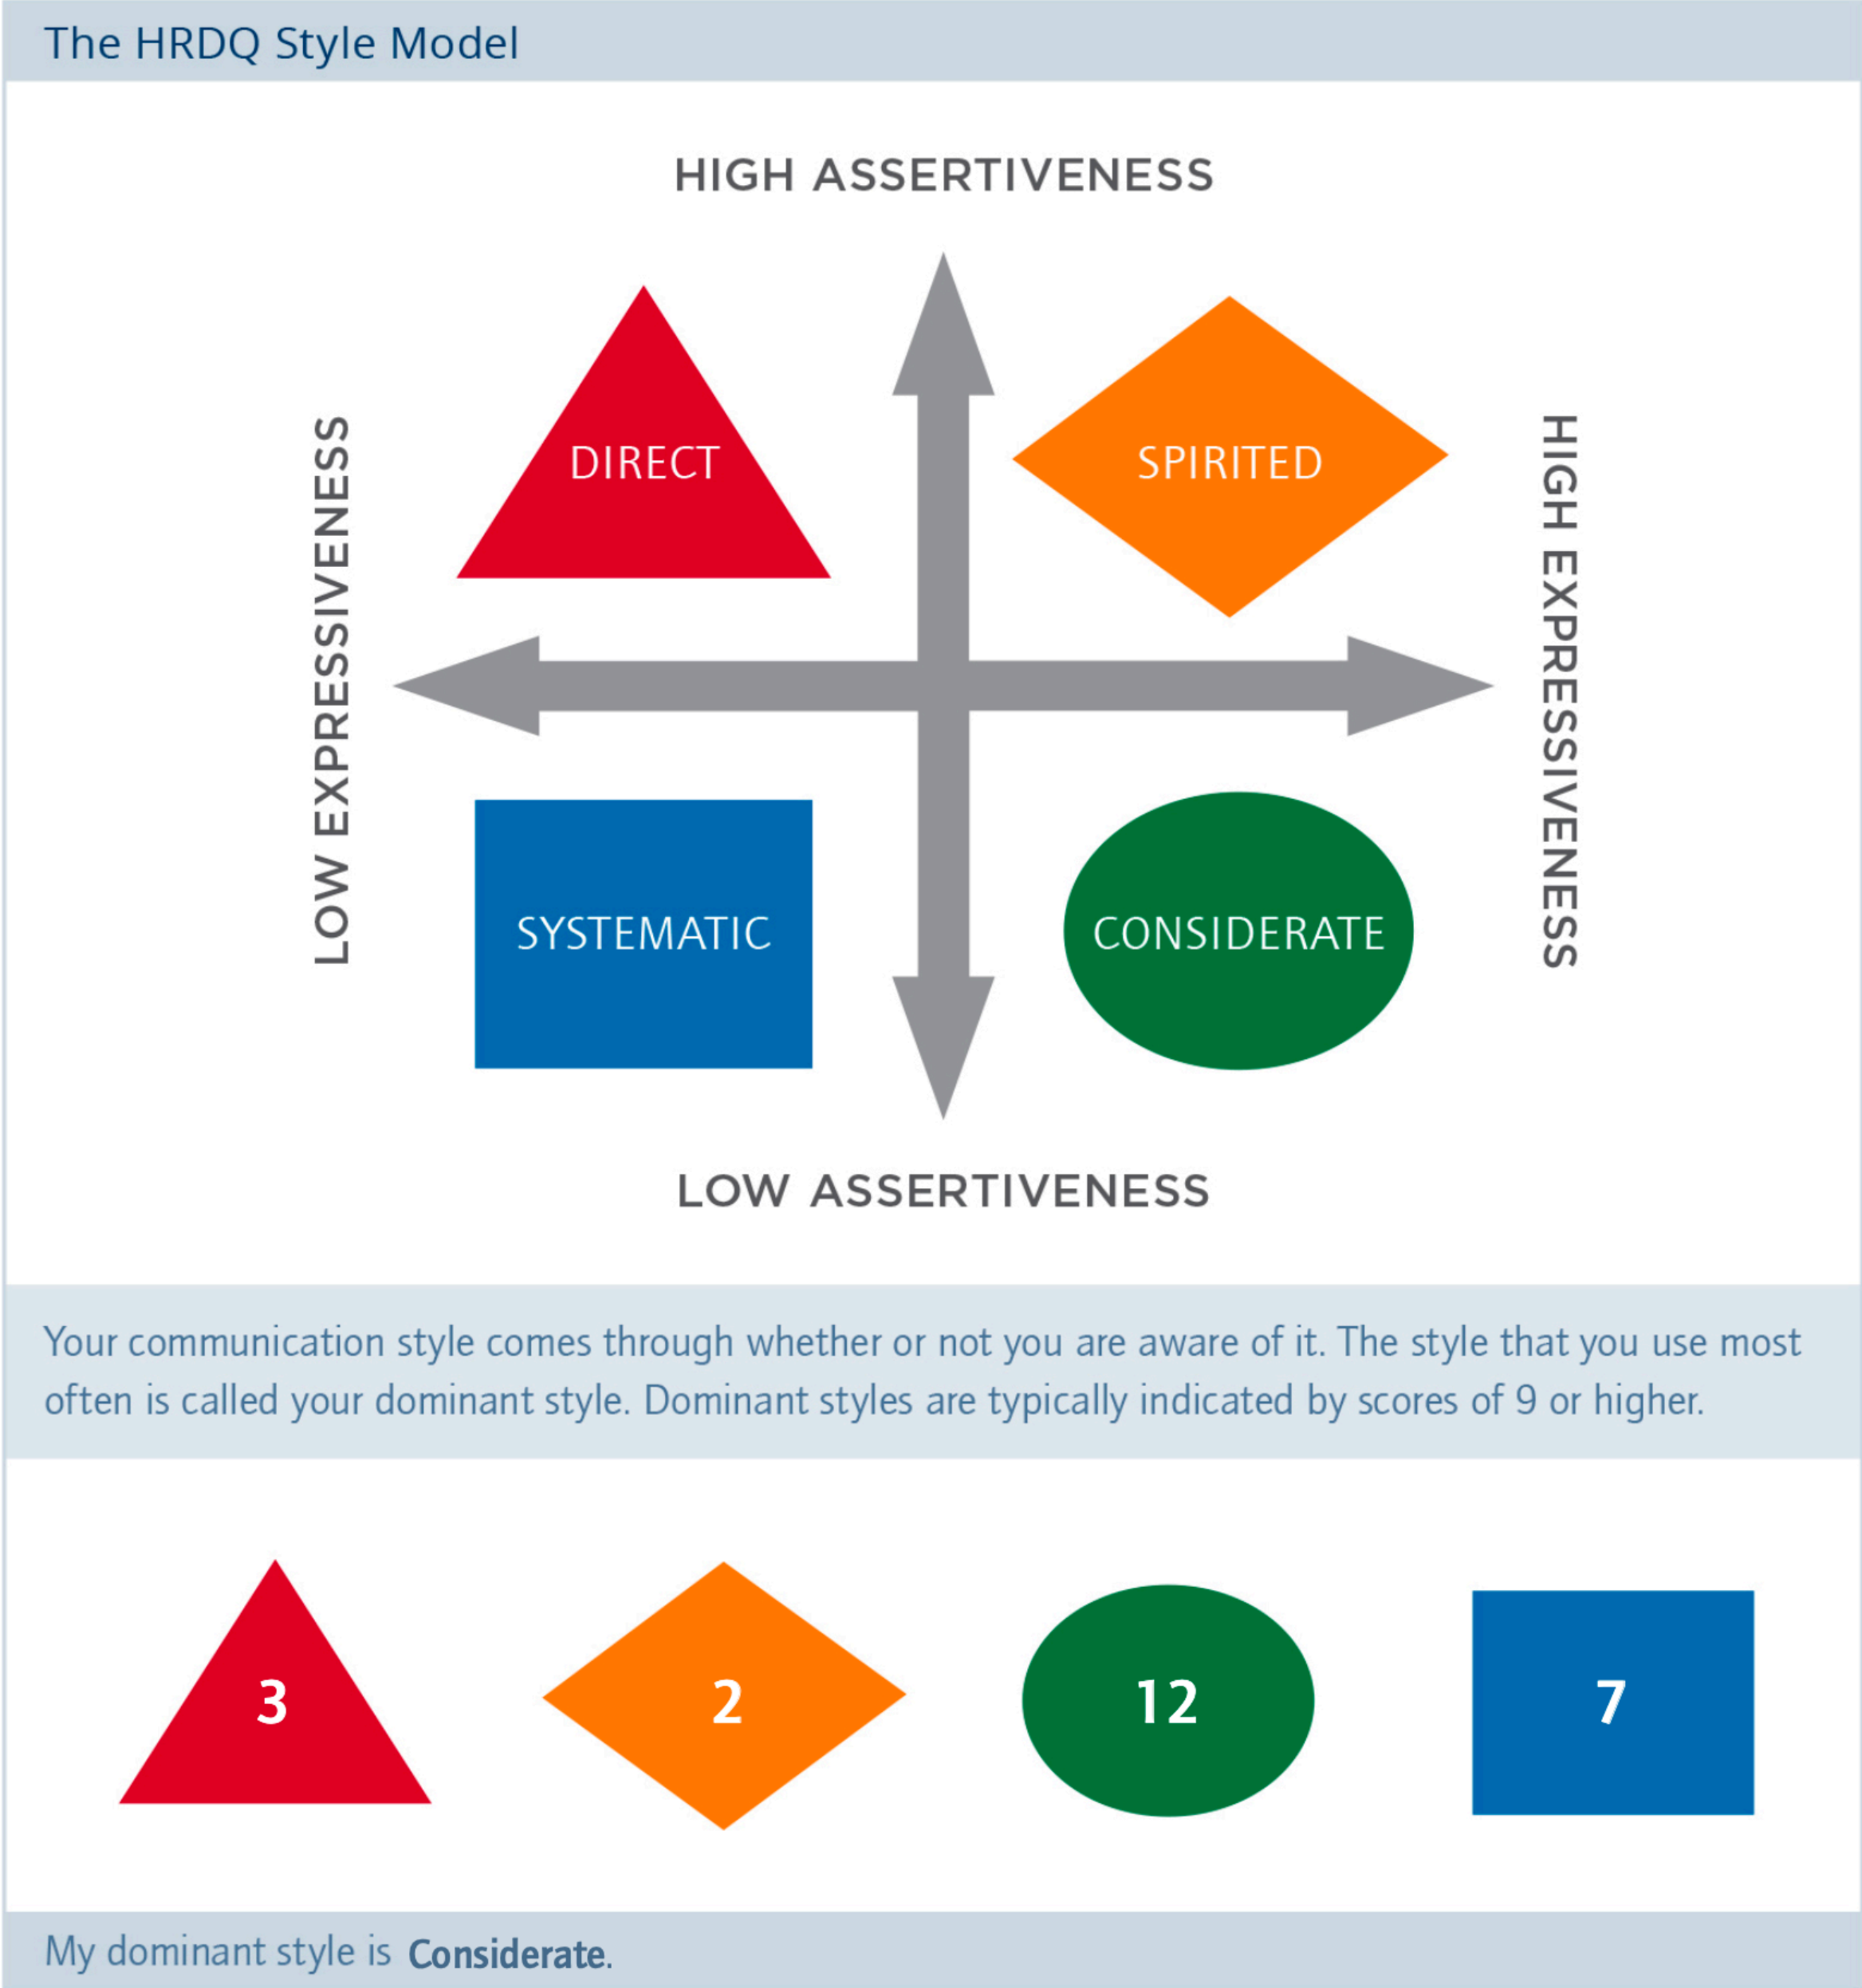 The HRDQ Style Model
HIGH ASSERTIVENESS
LOW EXPRESSIVENESS
DIRECT
SPIRITED
HIGH EXPRESSIVENESS
SYSTEMATIC
CONSIDERATE
LOW ASSERTIVENESS
Your communication style comes through whether or not you are aware of it. The style that you use most
often is called your dominant style. Dominant styles are typically indicated by scores of 9 or higher.
3
2
12
7
My dominant style is Considerate.